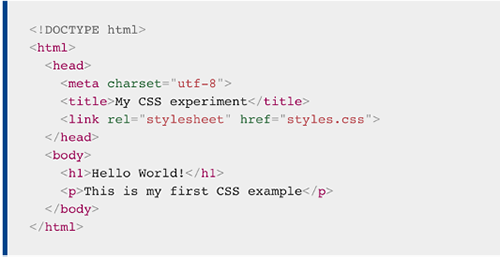 <!DOCTYPE html>
<html>
  <head>
    <meta charset="utf-8">
    <title>My CSS experiment</title>
    <link rel="stylesheet" href="styles.css">
  </head>
  <body>
    <h1>Hello World!</h1>
    <p>This is my first CSS example</p>
  </body>
</html>